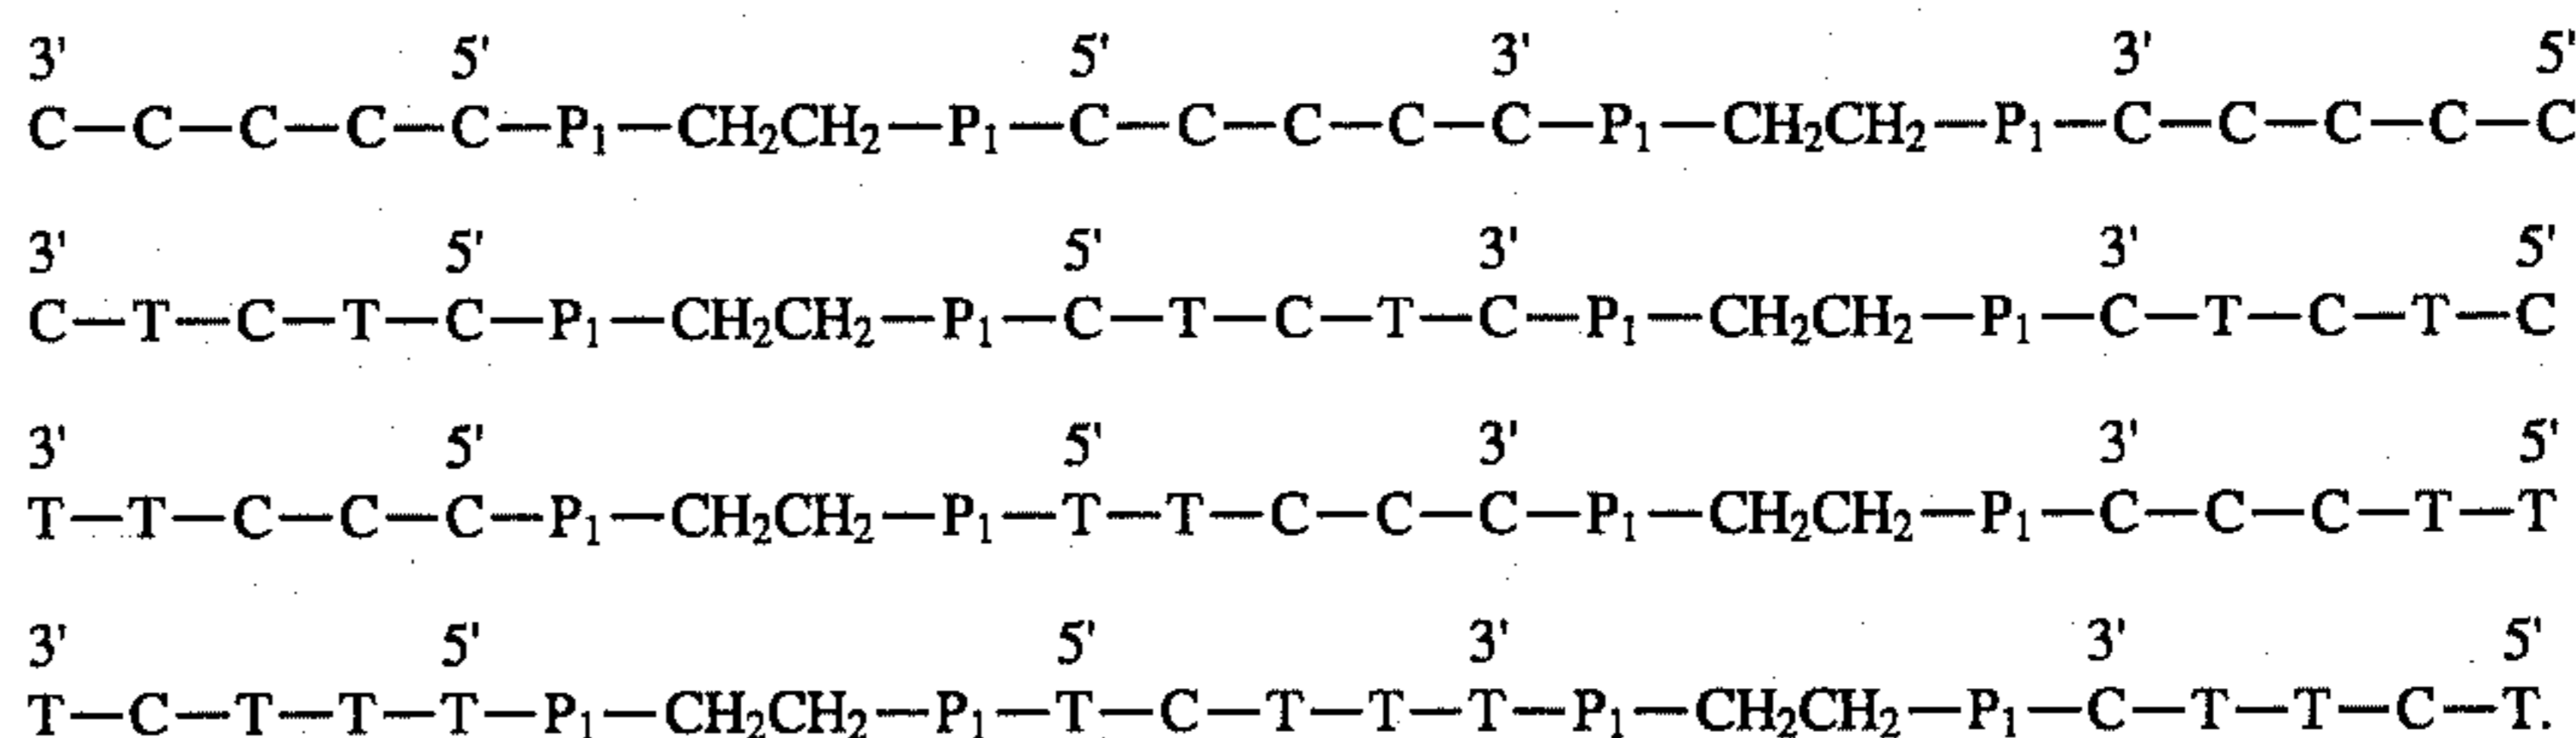 3' 5' 5' 3' 3' 5'
C—C—C—C—C—P₁—CH₂CH₂—P₁—C—C—C—C—C—P₁—CH₂CH₂—P₁—C—C—C—C—C
3' 5' 5' 3' 3' 5'
C—T—C—T—C—P₁—CH₂CH₂—P₁—C—T—C—T—C—P₁—CH₂CH₂—P₁—C—T—C—T—C
3' 5' 5' 3' 3' 5'
T—T—C—C—C—P₁—CH₂CH₂—P₁—T—T—C—C—C—P₁—CH₂CH₂—P₁—C—C—C—T—T
3' 5' 5' 3' 3' 5'
T—C—T—T—T—P₁—CH₂CH₂—P₁—T—C—T—T—T—P₁—CH₂CH₂—P₁—C—T—T—C—T.